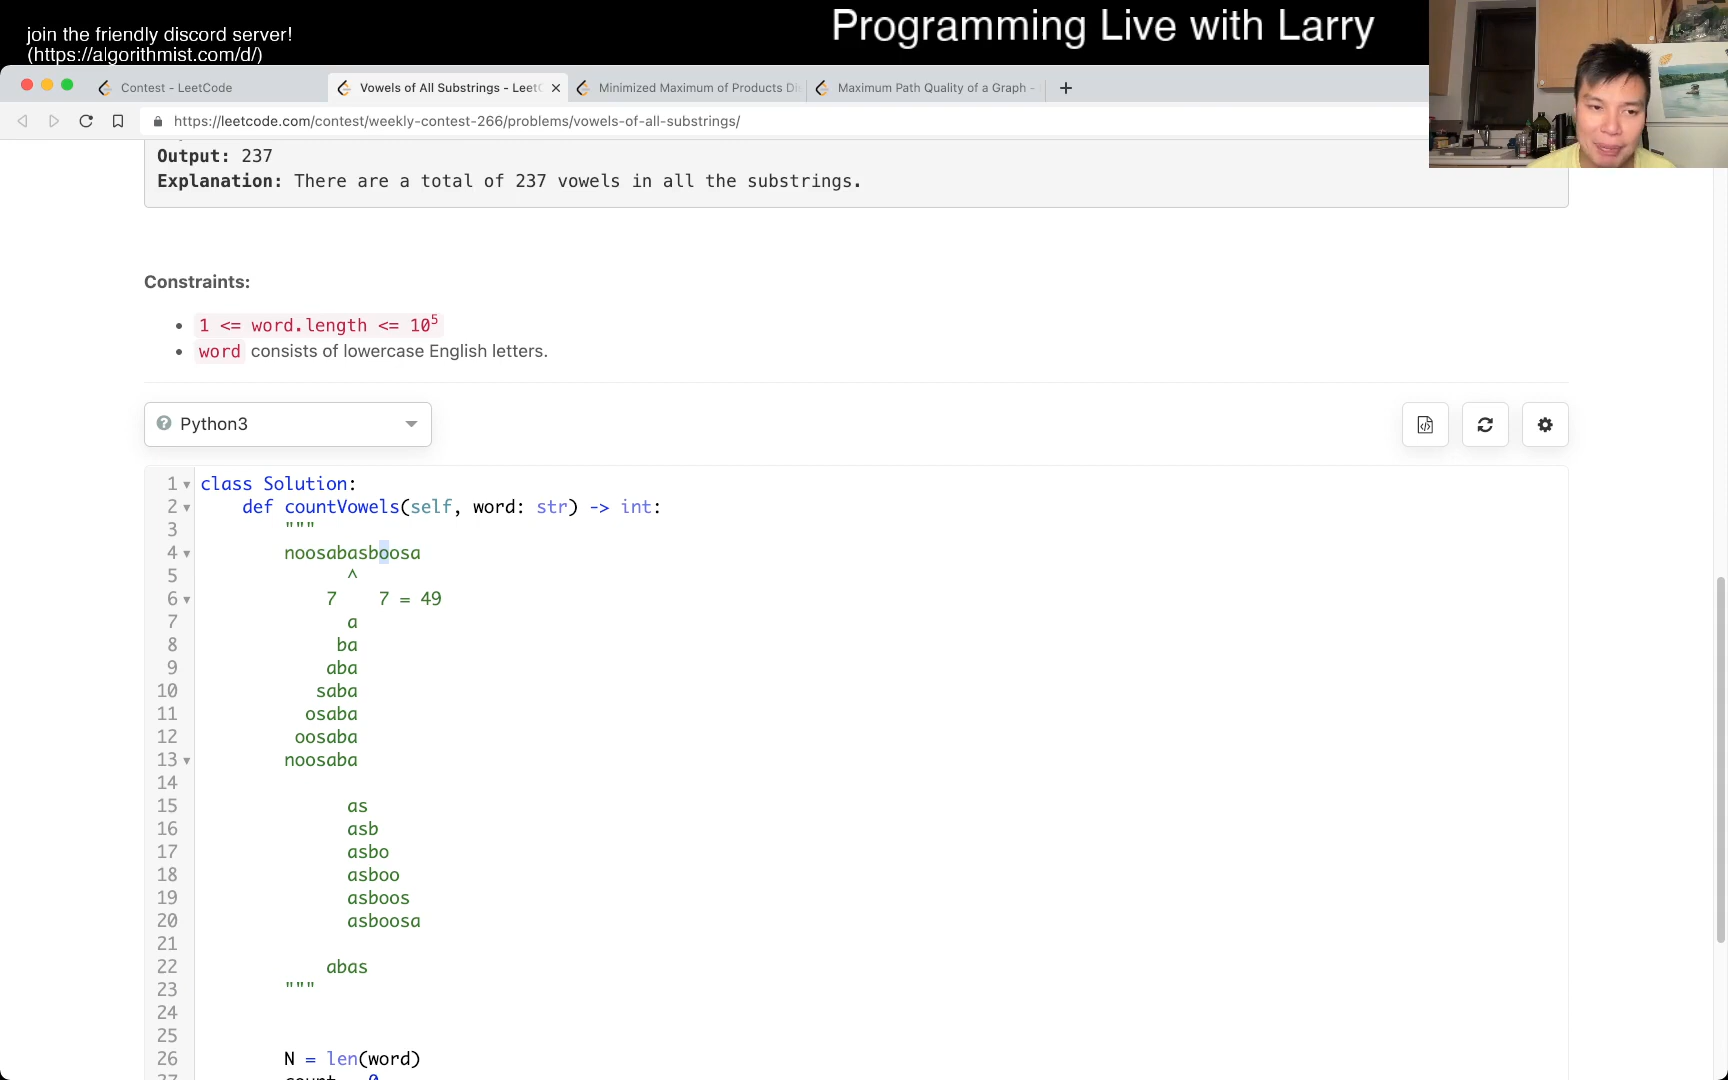 join the friendly discord server!
(https://algorithmist.com/d/)
Programming Live with Larry
Contest - LeetCode
Vowels of All Substrings - LeetC
Minimized Maximum of Products Di
Maximum Path Quality of a Graph -
https://leetcode.com/contest/weekly-contest-266/problems/vowels-of-all-substrings/
Output: 237
Explanation: There are a total of 237 vowels in all the substrings.
Constraints:
1 <= word.length <= 10⁵
word consists of lowercase English letters.
Python3
1 class Solution:
2 def countVowels(self, word: str) -> int:
3 """
4 noosabasboosa
5 ^
6 7 7 = 49
7 a
8 ba
9 aba
10 saba
11 osaba
12 oosaba
13 noosaba
14
15 as
16 asb
17 asbo
18 asboo
19 asboos
20 asboosa
21
22 abas
23 """
24
25
26 N = len(word)